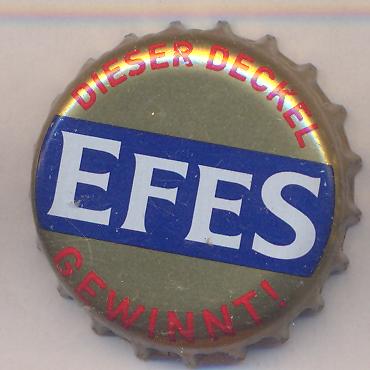 DIESER DECKEL
EFES
GEWINNT!